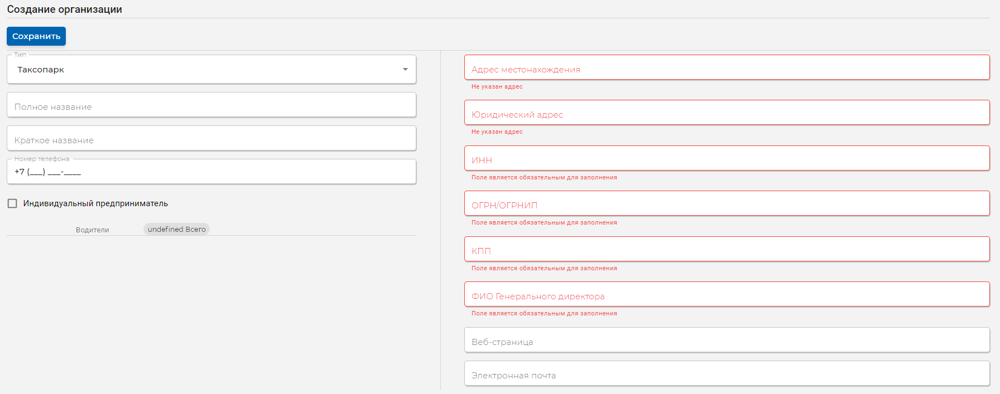 Создание организации
Сохранить
Тип
Таксопарк
Полное название
Краткое название
Номер телефона
+7 (___) ___-____
Индивидуальный предприниматель
Водители
undefined Всего
Адрес местонахождения
Не указан адрес
Юридический адрес
Не указан адрес
ИНН
Поле является обязательным для заполнения
ОГРН/ОГРНИП
Поле является обязательным для заполнения
КПП
Поле является обязательным для заполнения
ФИО Генерального директора
Поле является обязательным для заполнения
Веб-страница
Электронная почта